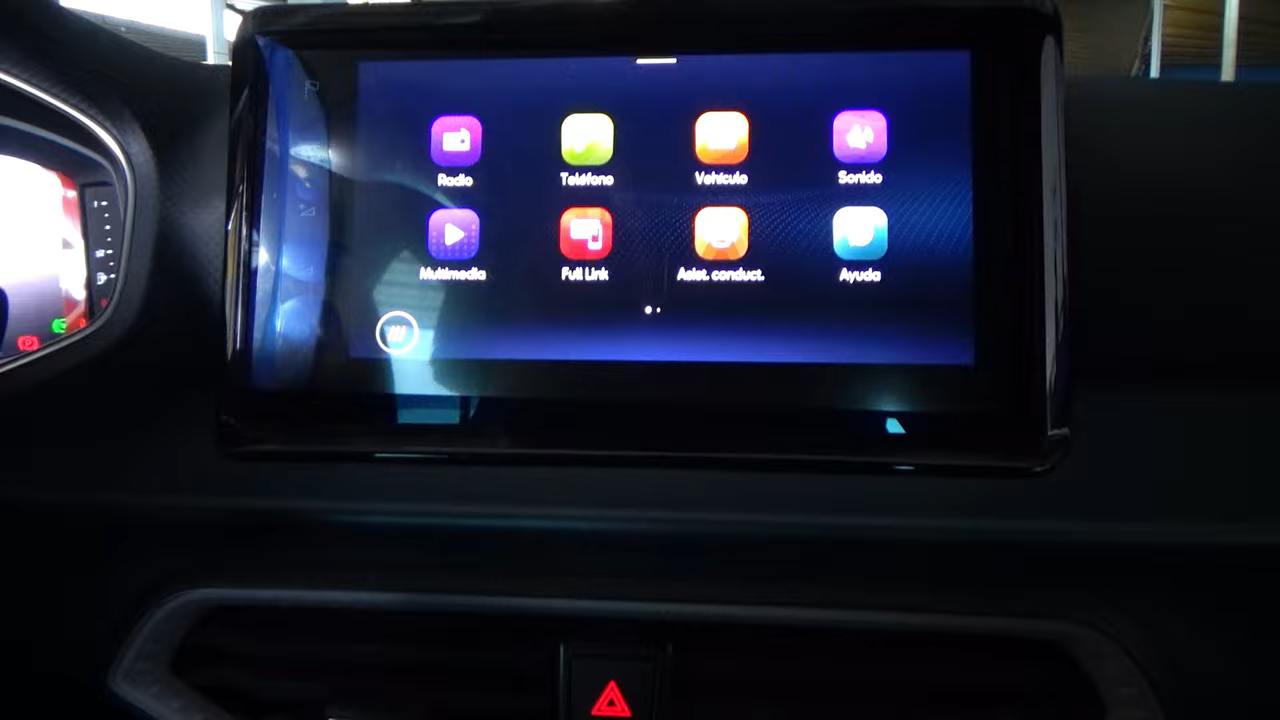 Radio
Teléfono
Vehículo
Sonido
Multimedia
Full Link
Asist. conduct.
Ayuda